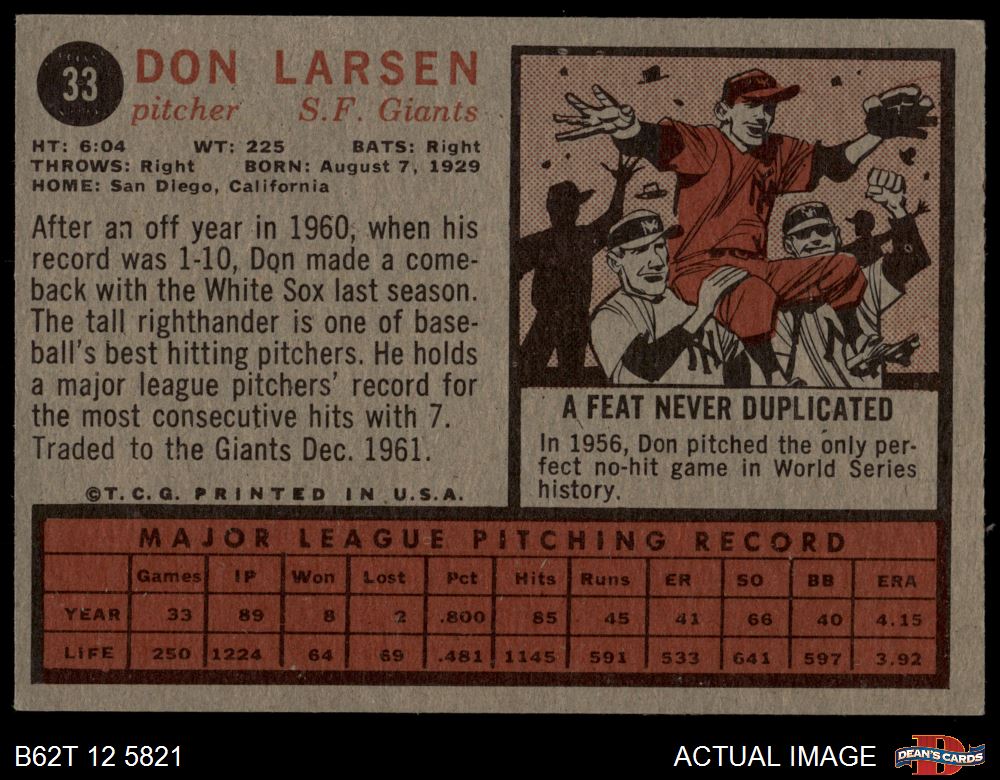 33
DON LARSEN
pitcher S.F. Giants
HT: 6:04 WT: 225 BATS: Right
THROWS: Right BORN: August 7, 1929
HOME: San Diego, California
After an off year in 1960, when his
record was 1-10, Don made a come-
back with the White Sox last season.
The tall righthander is one of base-
ball's best hitting pitchers. He holds
a major league pitchers' record for
the most consecutive hits with 7.
Traded to the Giants Dec. 1961.
©T.C.G. PRINTED IN U.S.A.
A FEAT NEVER DUPLICATED
In 1956, Don pitched the only per-
fect no-hit game in World Series
history.
MAJOR LEAGUE PITCHING RECORD
Games IP Won Lost Pct Hits Runs ER SO BB ERA
YEAR 33 89 8 2 .800 85 45 41 66 40 4.15
LIFE 250 1224 64 69 .481 1145 591 533 641 597 3.92
B62T 12 5821 ACTUAL IMAGE DEAN'S CARDS